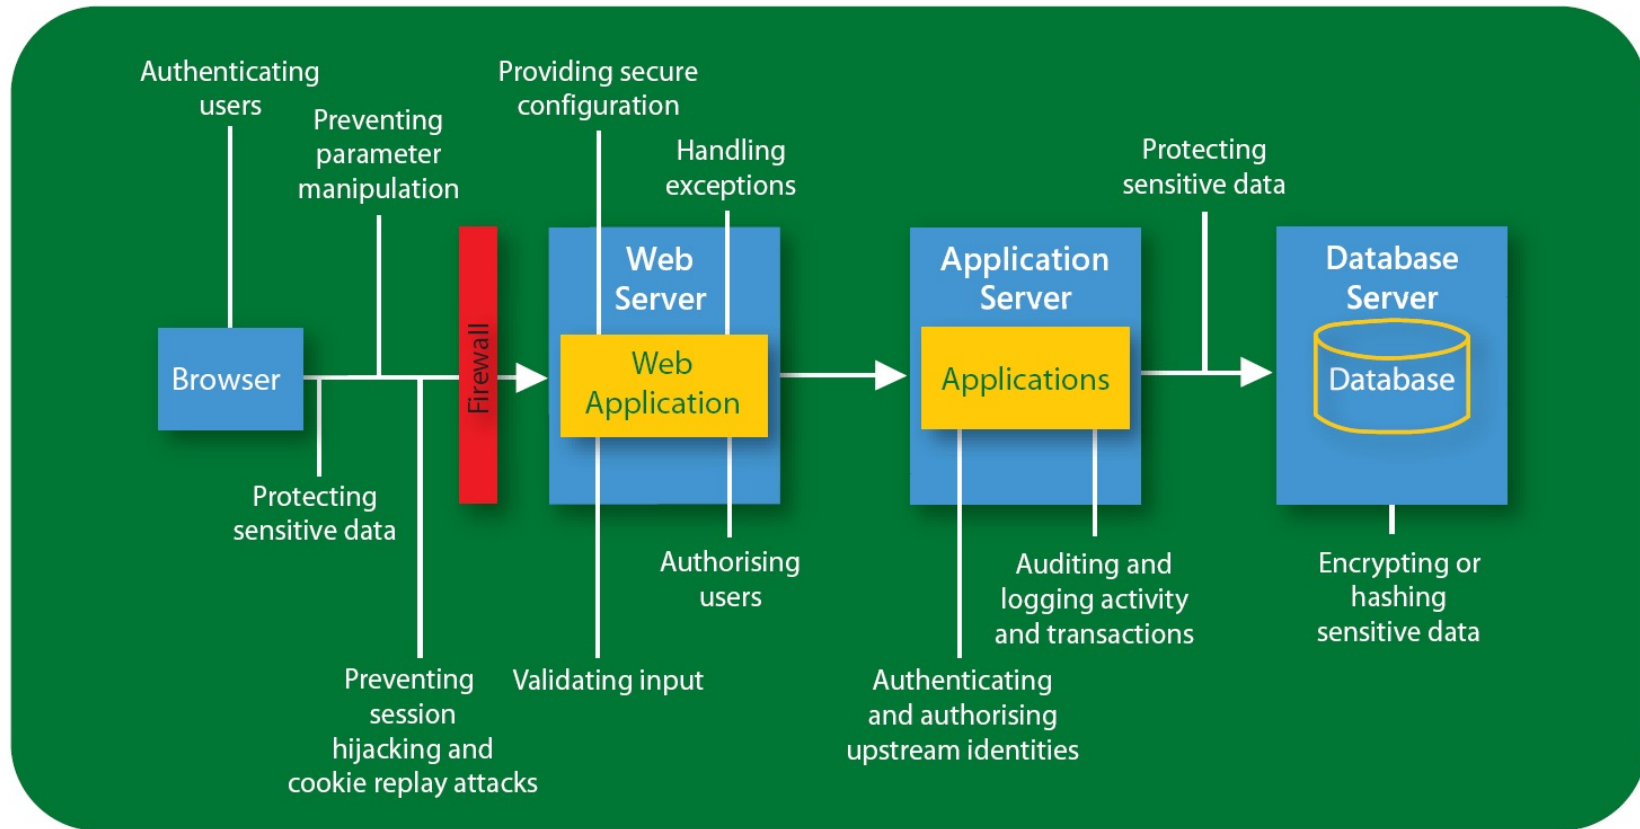 Authenticating
users
Preventing
parameter
manipulation
Providing secure
configuration
Handling
exceptions
Protecting
sensitive data
Browser
Firewall
Web
Server
Web
Application
Application
Server
Applications
Database
Server
Database
Protecting
sensitive data
Preventing
session
hijacking and
cookie replay attacks
Validating input
Authorising
users
Authenticating
and authorising
upstream identities
Auditing and
logging activity
and transactions
Encrypting or
hashing
sensitive data